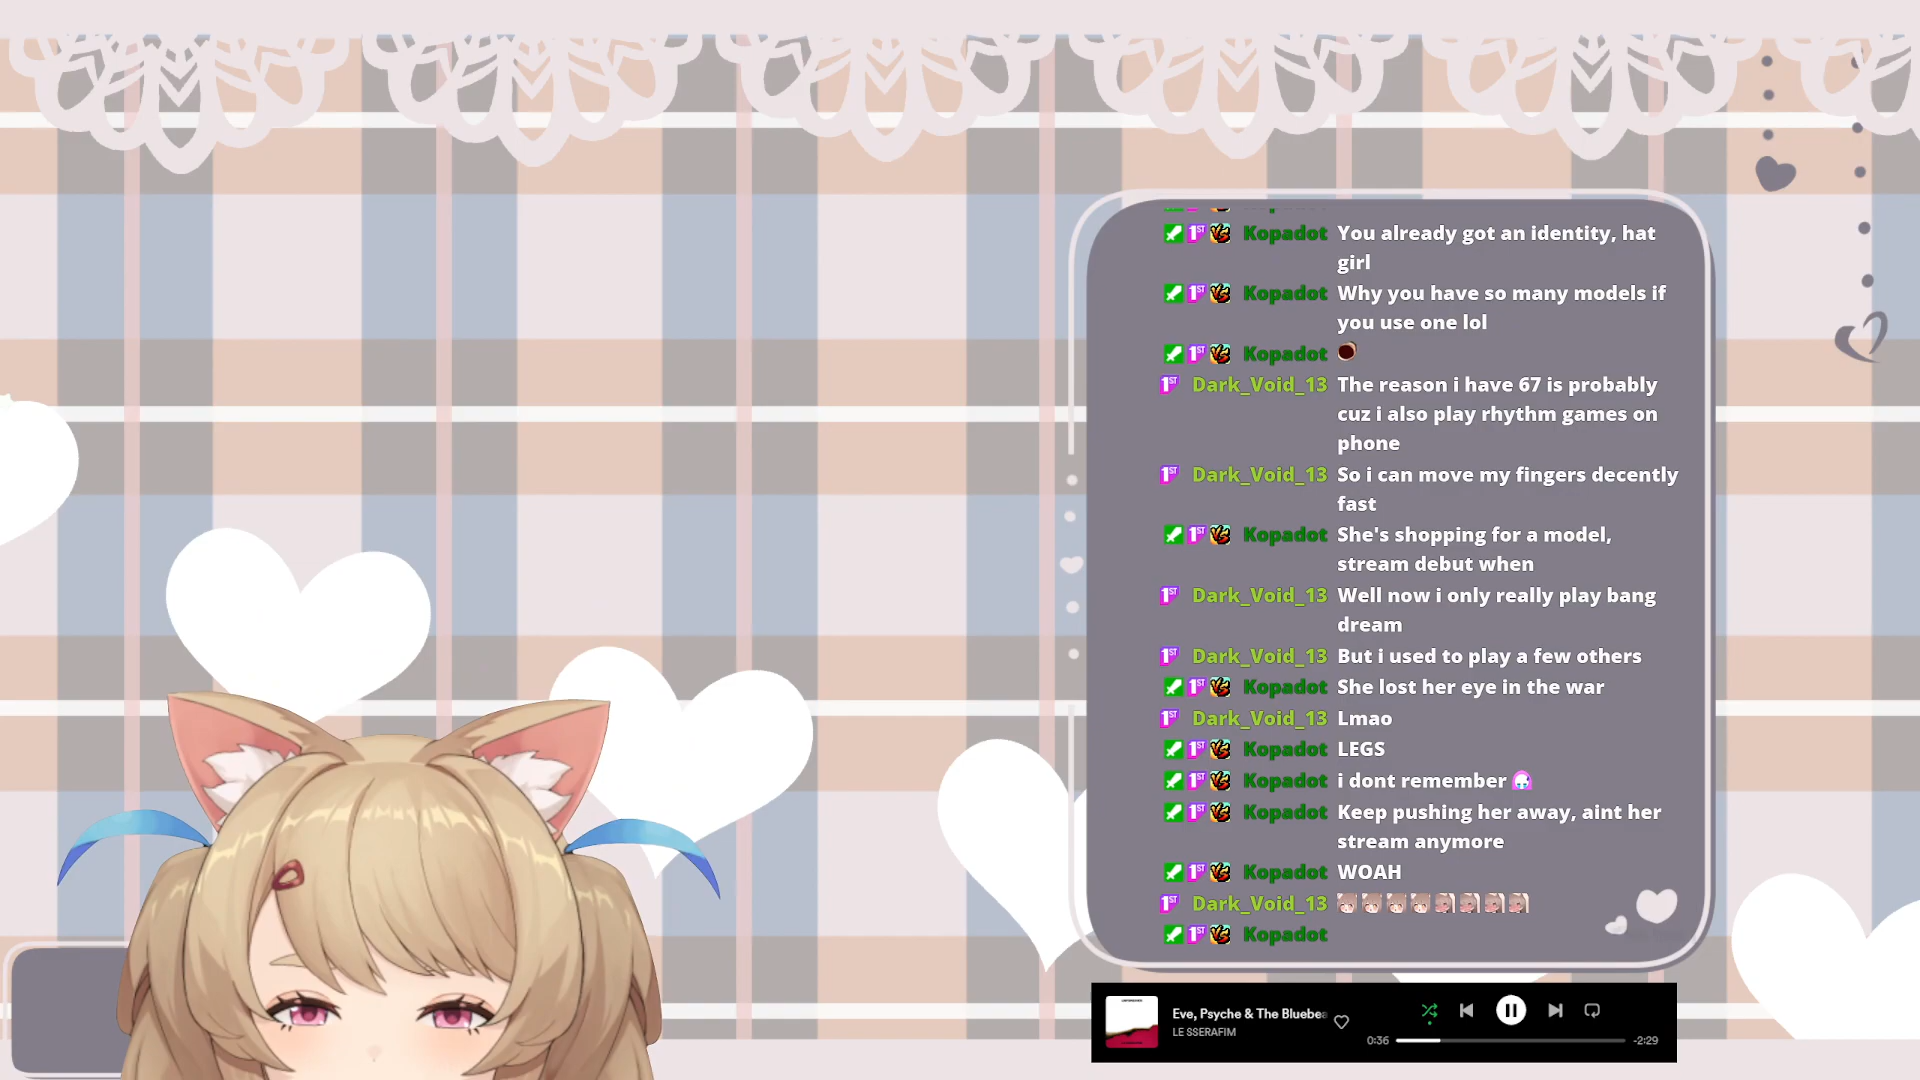 Kopadot You already got an identity, hat
girl
Kopadot Why you have so many models if
you use one lol
Kopadot
Dark_Void_13 The reason i have 67 is probably
cuz i also play rhythm games on
phone
Dark_Void_13 So i can move my fingers decently
fast
Kopadot She's shopping for a model,
stream debut when
Dark_Void_13 Well now i only really play bang
dream
Dark_Void_13 But i used to play a few others
Kopadot She lost her eye in the war
Dark_Void_13 Lmao
Kopadot LEGS
Kopadot i dont remember
Kopadot Keep pushing her away, aint her
stream anymore
Kopadot WOAH
Dark_Void_13
Kopadot
Eve, Psyche & The Bluebea
LE SSERAFIM
0:36 -2:29